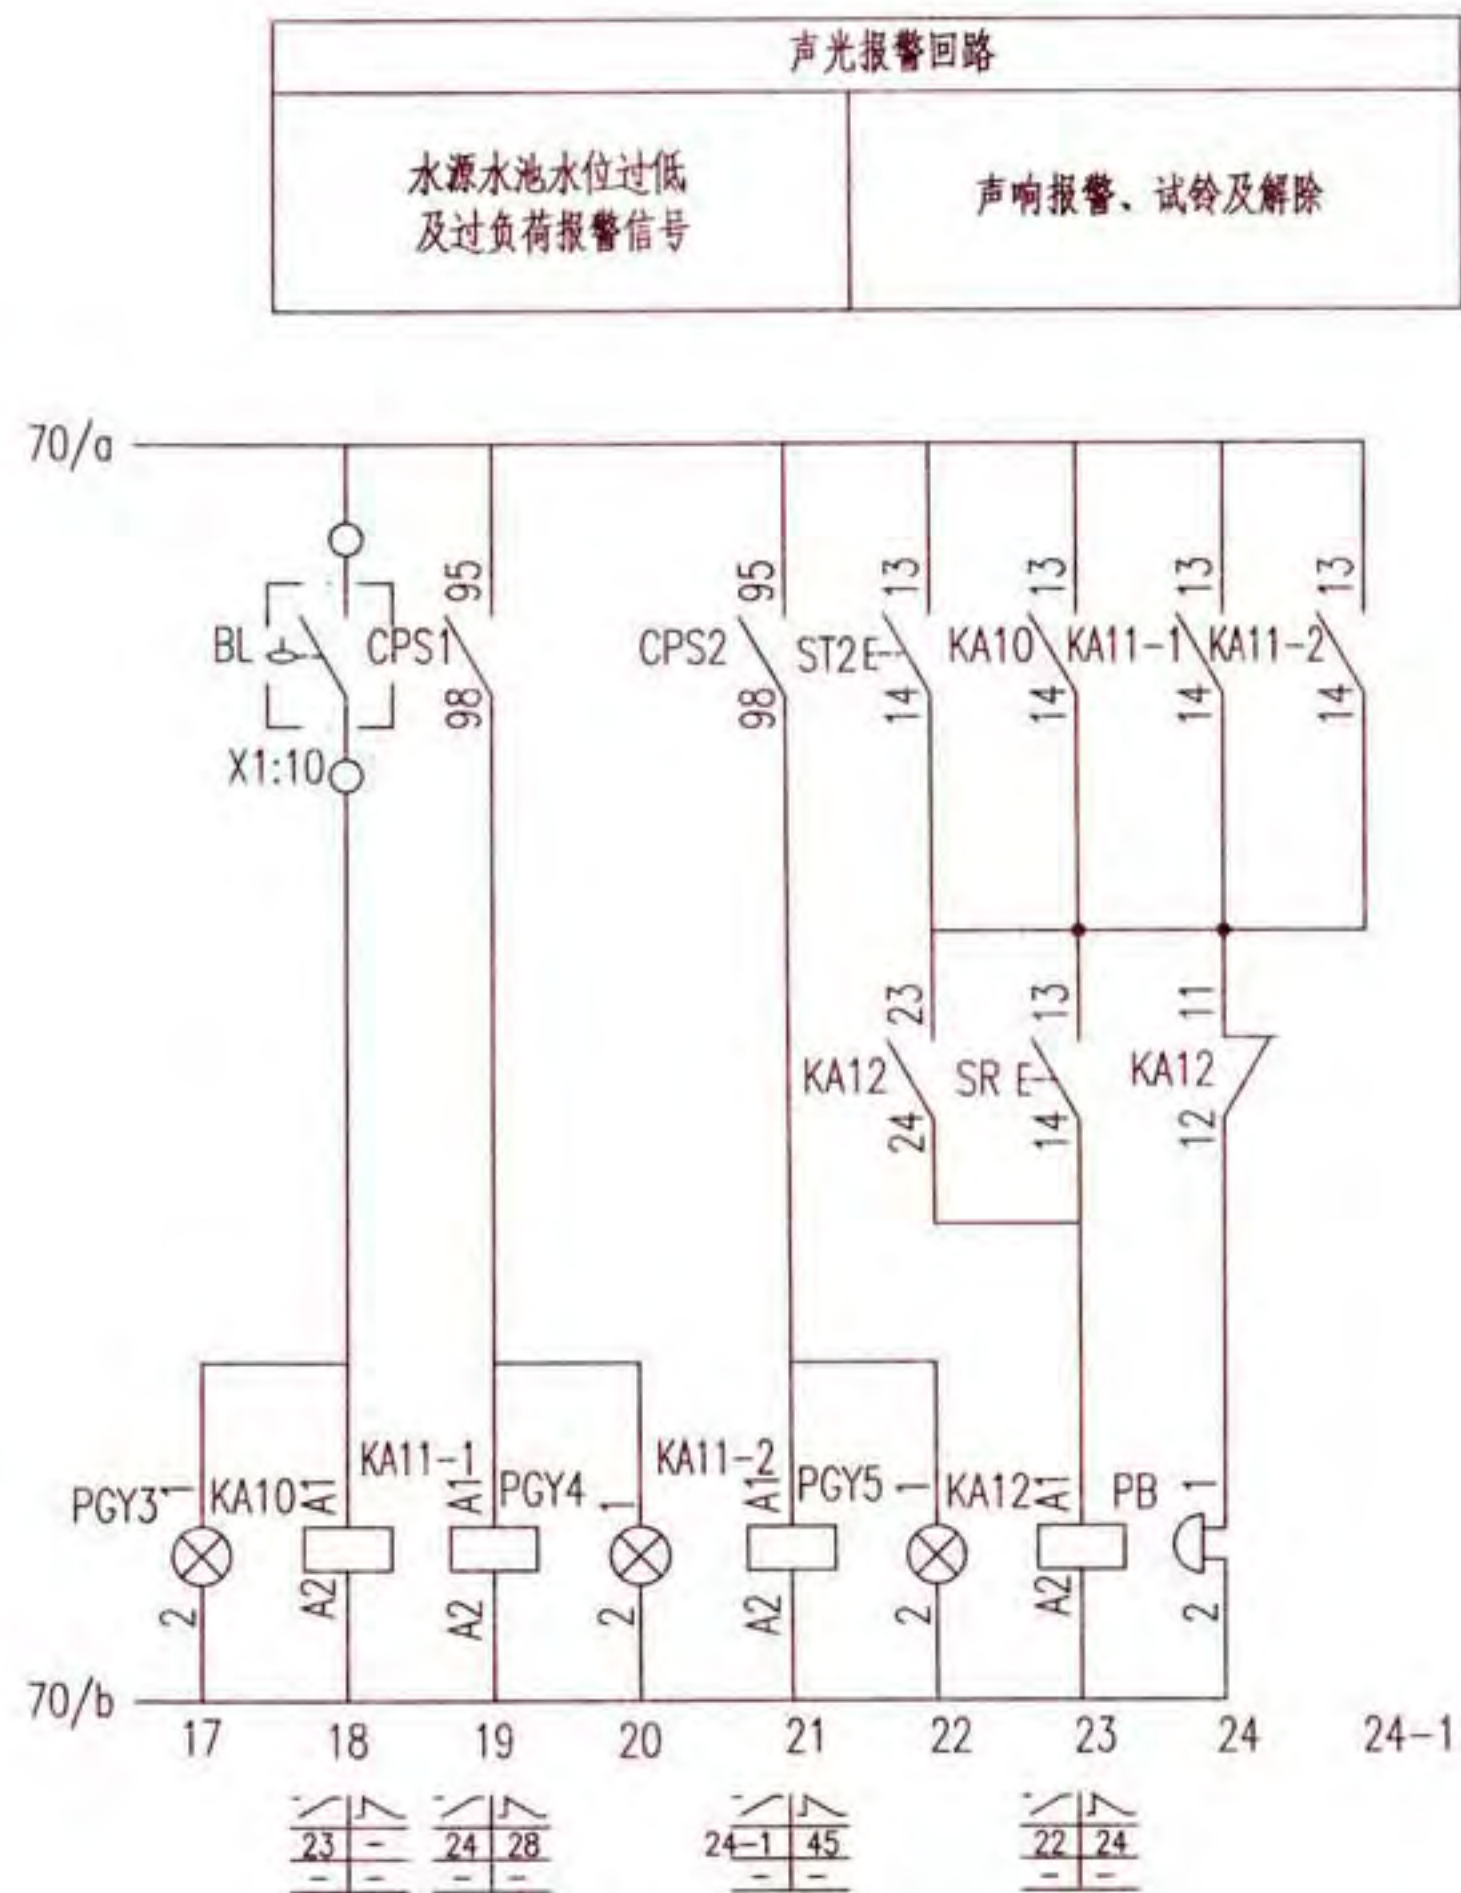 声光报警回路
水源水池水位过低
及过负荷报警信号
声响报警、试铃及解除
70/a
95 95 13 13 13 13
BL CPS1 CPS2 ST2 KA10 KA11-1 KA11-2
98 98 14 14 14 14
X1:10
23 13 11
KA12 SR KA12
24 14 12
KA11-1 KA11-2
PGY3 1 KA10 A1 A1 PGY4 1 A1 PGY5 1 KA12 A1 PB 1
2 A2 A2 2 A2 2 A2 2
70/b
17 18 19 20 21 22 23 24 24-1
23 - 24 28 24-1 45 22 24
- - - - - - - -